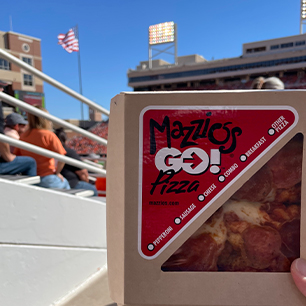 Mazzio's
GO!
Pizza
PEPPERONI
SAUSAGE
CHEESE
COMBO
BREAKFAST
OTHER
PIZZA